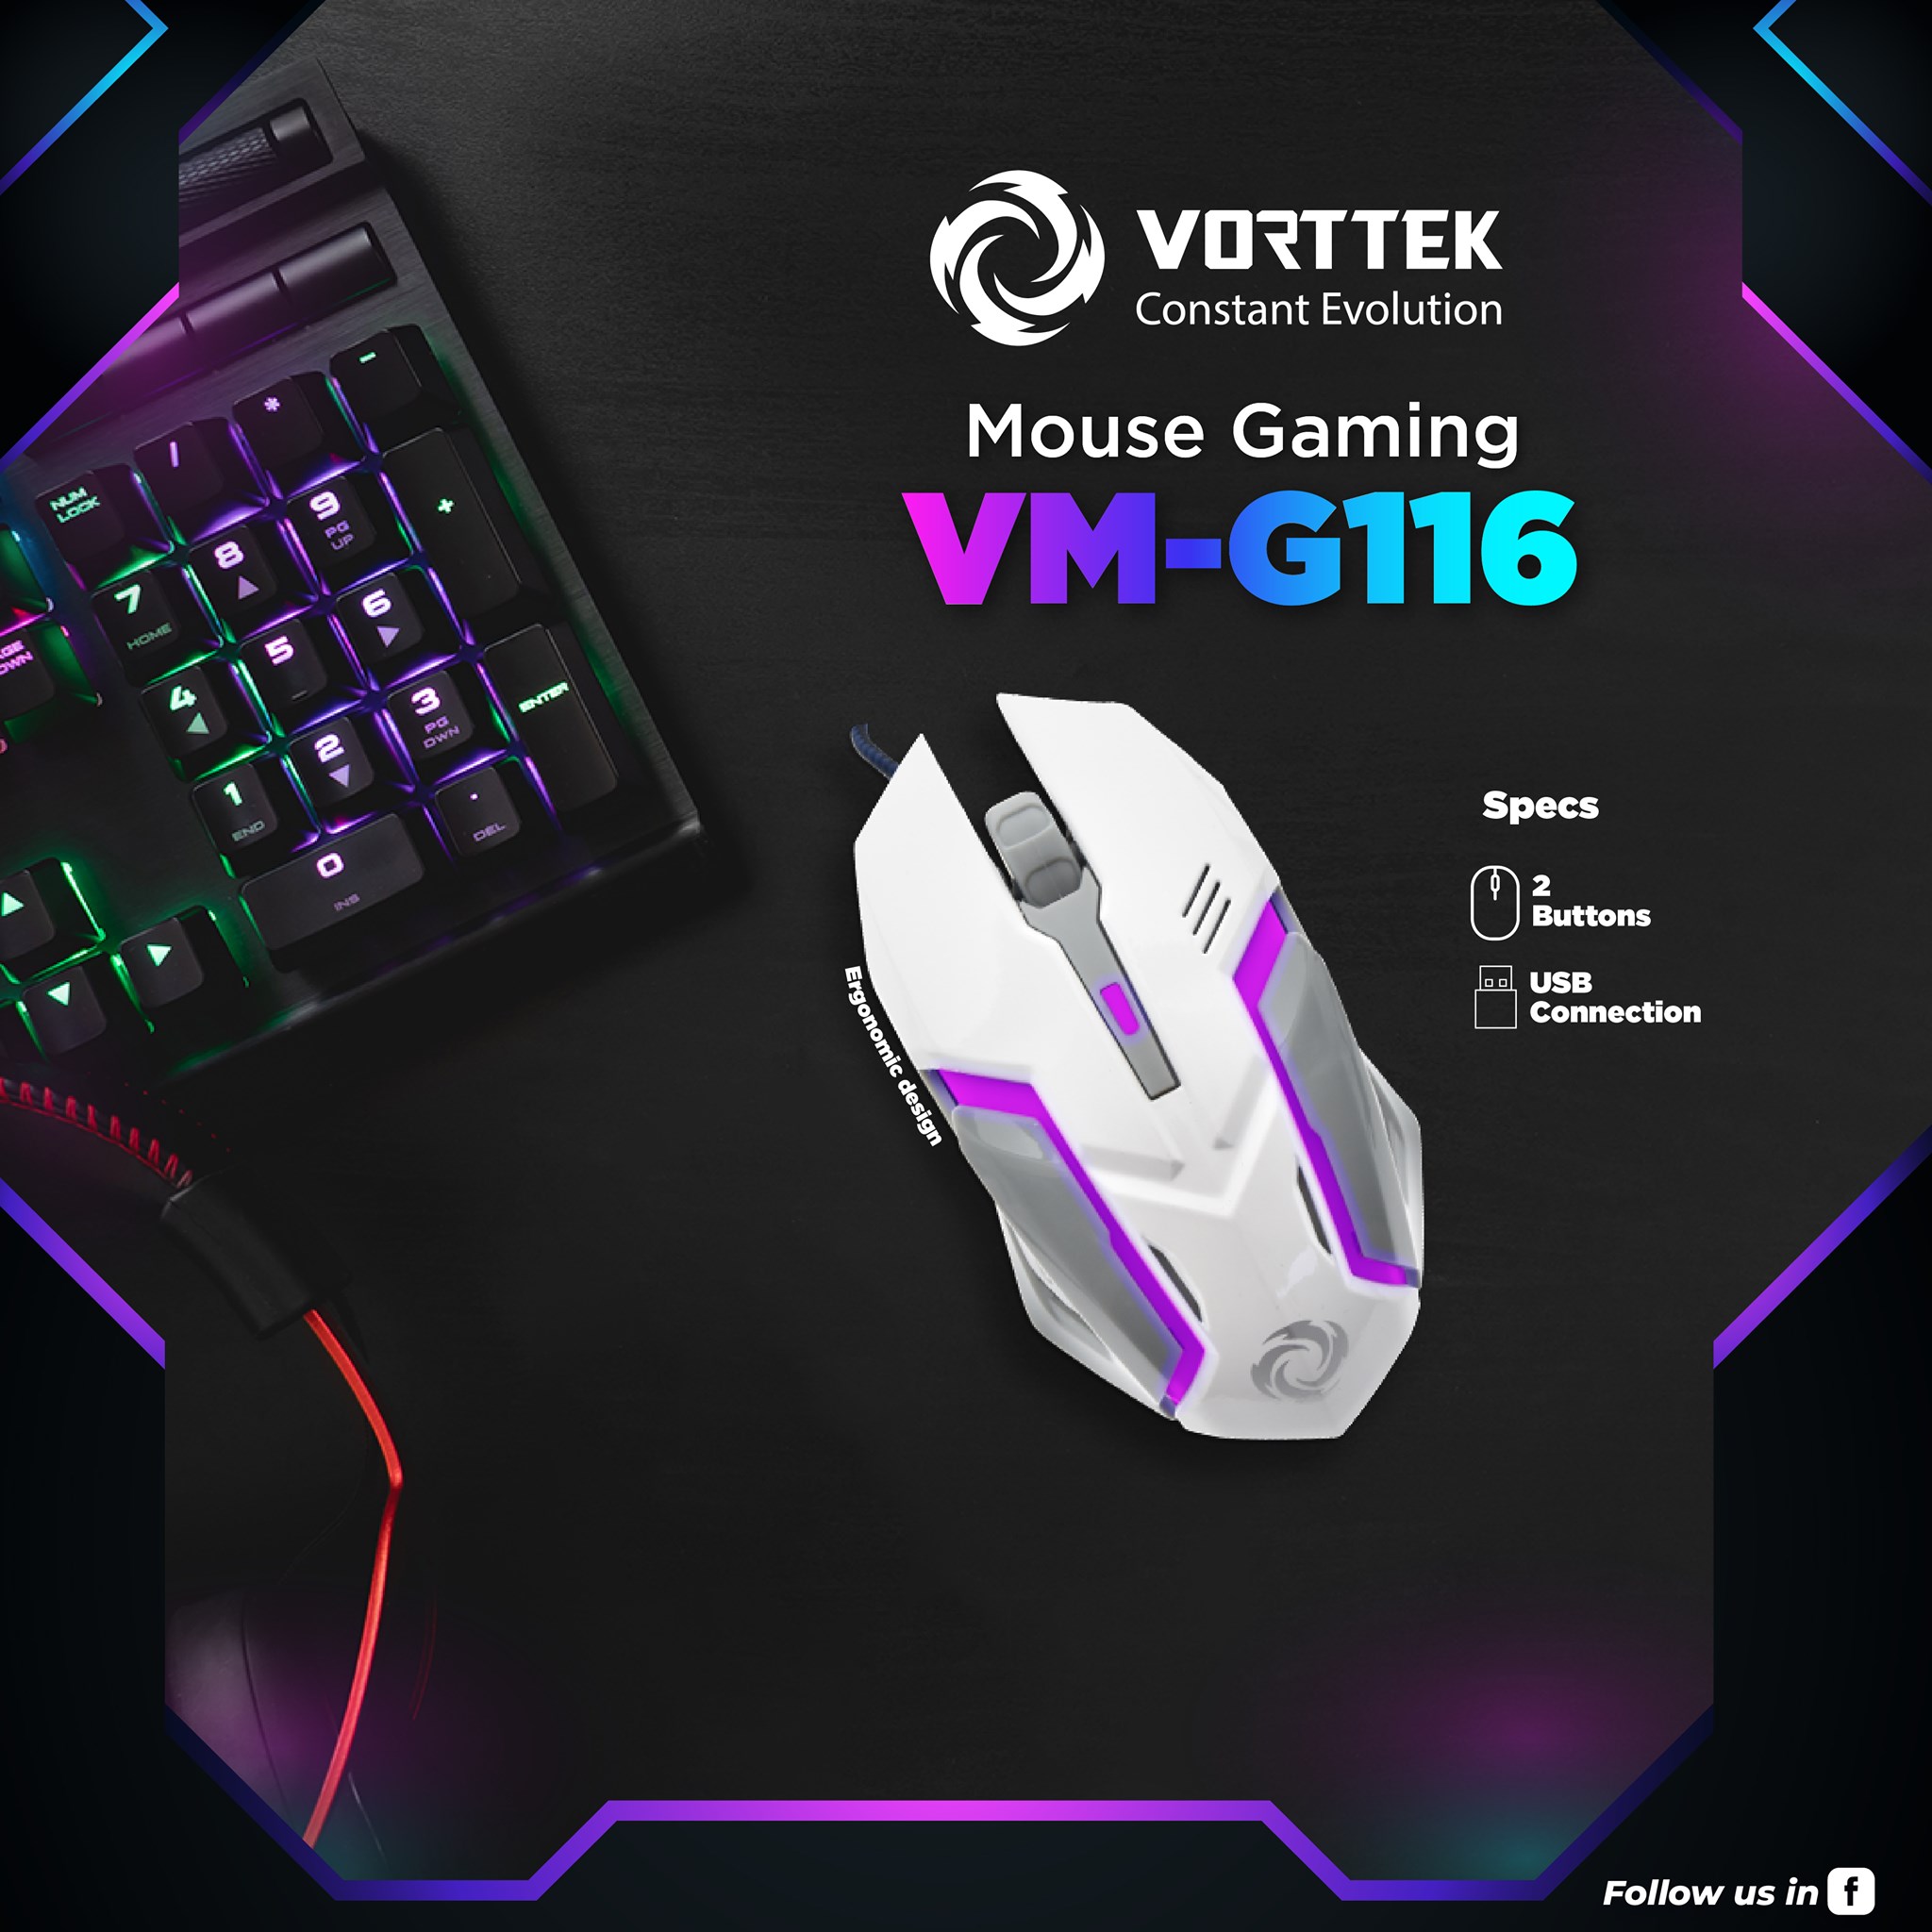 VORTTEK
Constant Evolution
Mouse Gaming
VM-G116
Specs
2
Buttons
USB
Connection
Ergonomic design
NUM
LOCK
/
*
-
7
HOME
8
9
PG
UP
+
4
5
6
1
END
2
3
PG
DWN
ENTER
0
INS
.
DEL
Follow us in f